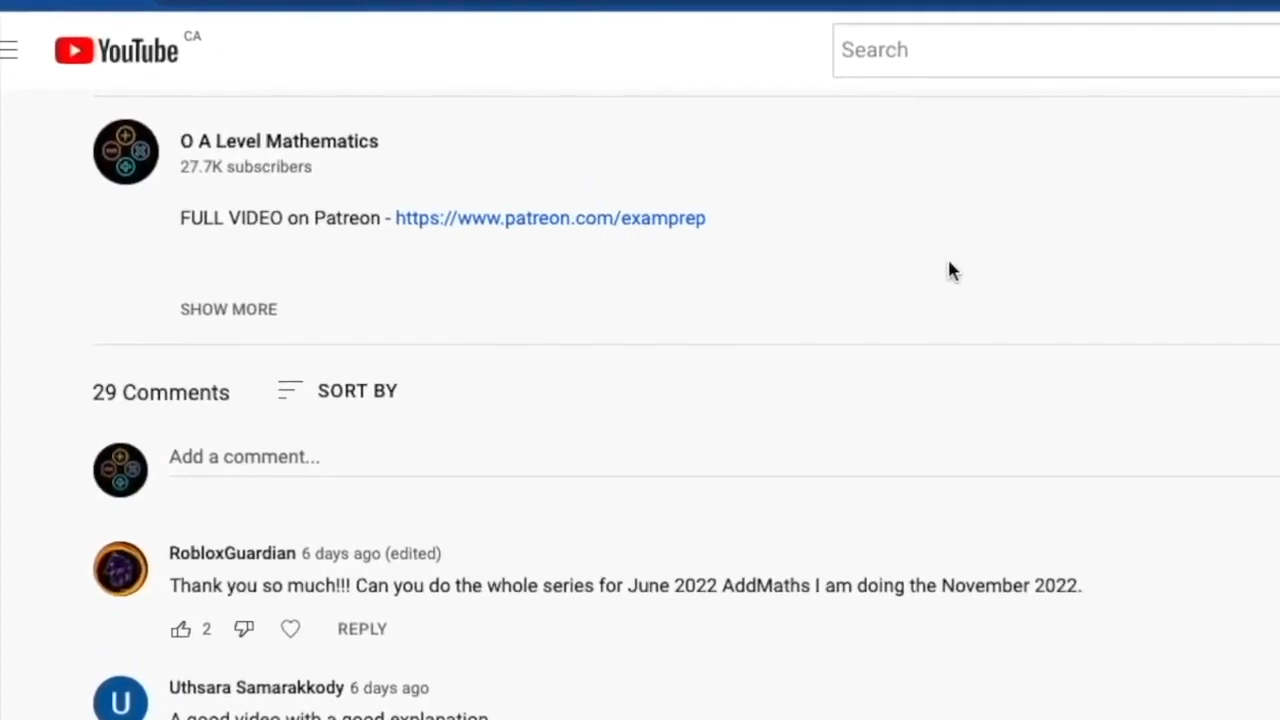 YouTube CA
Search
O A Level Mathematics
27.7K subscribers
FULL VIDEO on Patreon - https://www.patreon.com/examprep
SHOW MORE
29 Comments
SORT BY
Add a comment...
RobloxGuardian 6 days ago (edited)
Thank you so much!!! Can you do the whole series for June 2022 AddMaths I am doing the November 2022.
2
REPLY
U
Uthsara Samarakkody 6 days ago
A good video with a good explanation